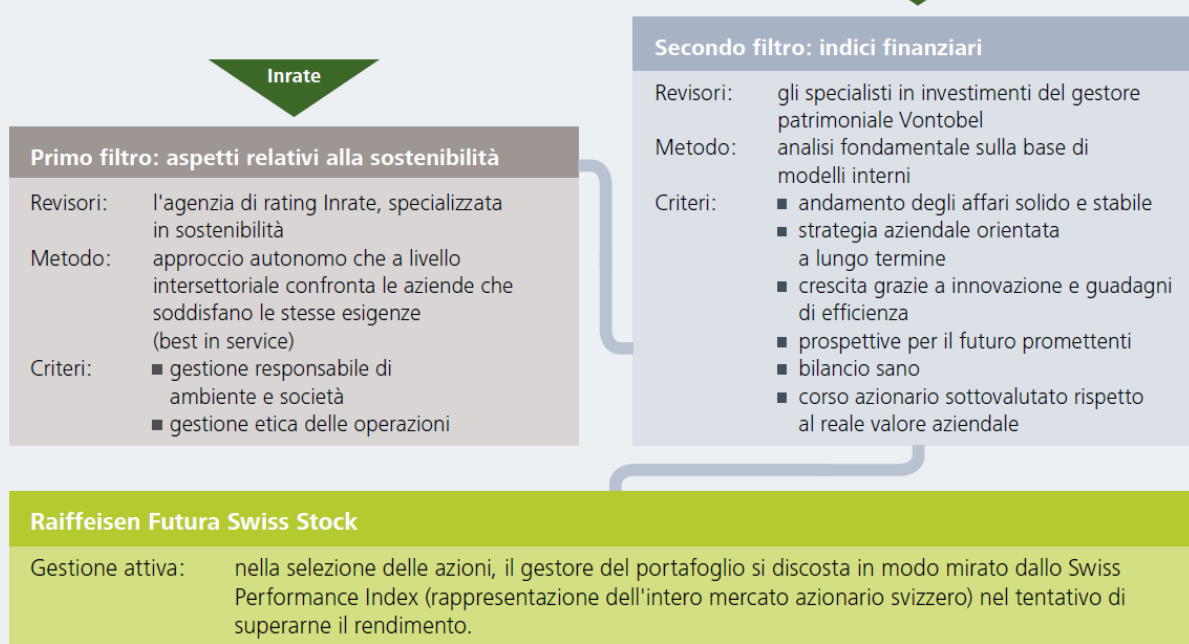 Inrate
Primo filtro: aspetti relativi alla sostenibilità
Revisori: l'agenzia di rating Inrate, specializzata
in sostenibilità
Metodo: approccio autonomo che a livello
intersettoriale confronta le aziende che
soddisfano le stesse esigenze
(best in service)
Criteri: ■ gestione responsabile di
ambiente e società
■ gestione etica delle operazioni
Secondo filtro: indici finanziari
Revisori: gli specialisti in investimenti del gestore
patrimoniale Vontobel
Metodo: analisi fondamentale sulla base di
modelli interni
Criteri: ■ andamento degli affari solido e stabile
■ strategia aziendale orientata
a lungo termine
■ crescita grazie a innovazione e guadagni
di efficienza
■ prospettive per il futuro promettenti
■ bilancio sano
■ corso azionario sottovalutato rispetto
al reale valore aziendale
Raiffeisen Futura Swiss Stock
Gestione attiva: nella selezione delle azioni, il gestore del portafoglio si discosta in modo mirato dallo Swiss
Performance Index (rappresentazione dell'intero mercato azionario svizzero) nel tentativo di
superarne il rendimento.